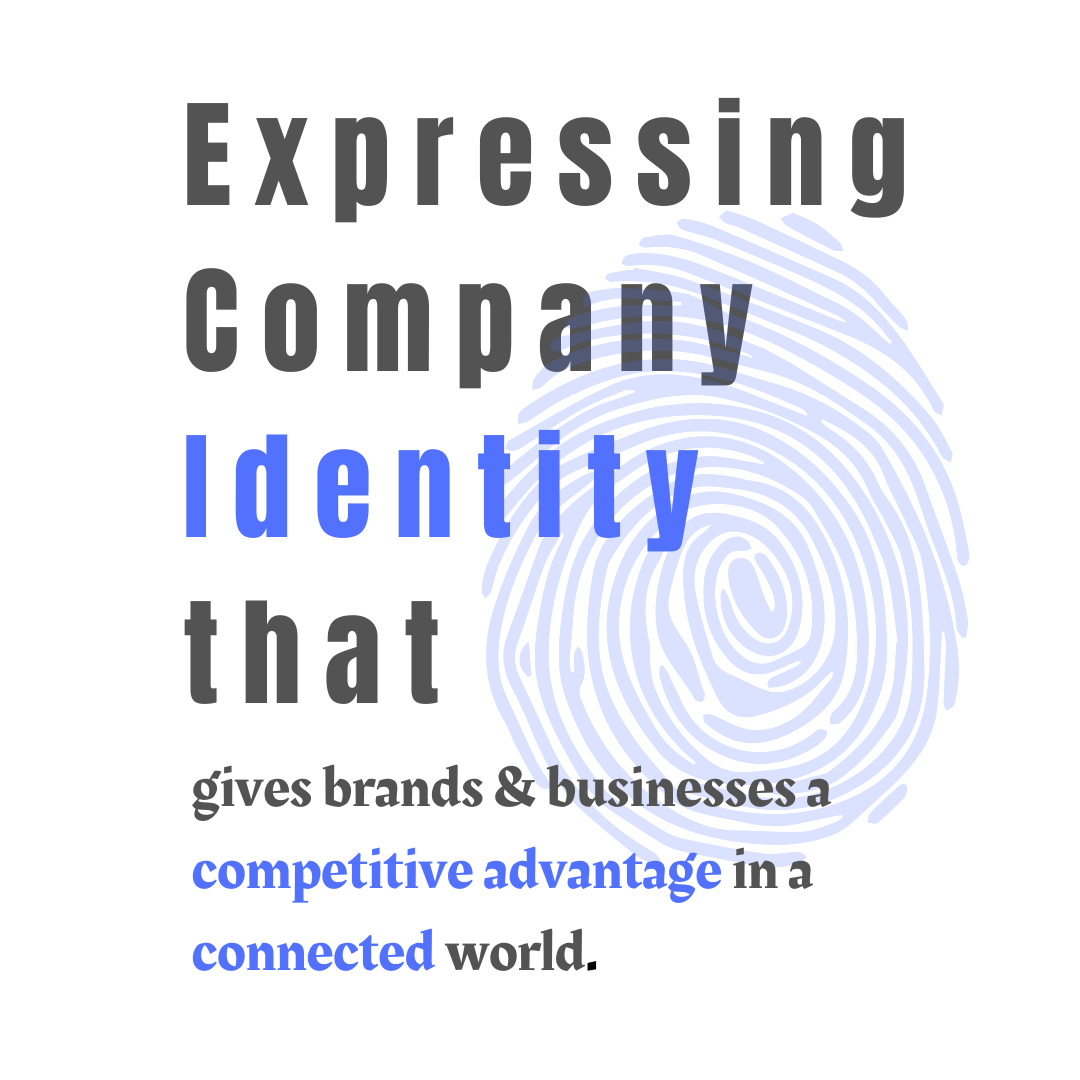 Expressing
Company
Identity
that
gives brands & businesses a
competitive advantage in a
connected world.